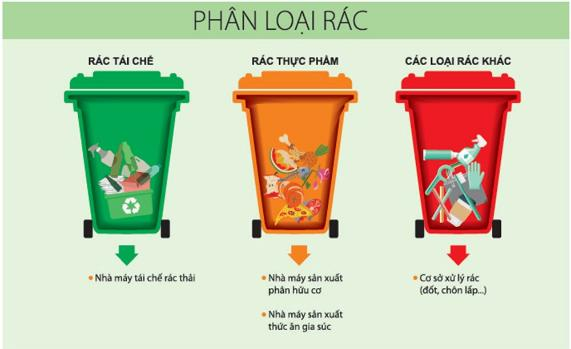 PHÂN LOẠI RÁC
RÁC TÁI CHẾ
RÁC THỰC PHẨM
CÁC LOẠI RÁC KHÁC
• Nhà máy tái chế rác thải
• Nhà máy sản xuất
phân hữu cơ
• Nhà máy sản xuất
thức ăn gia súc
• Cơ sở xử lý rác
(đốt, chôn lấp...)